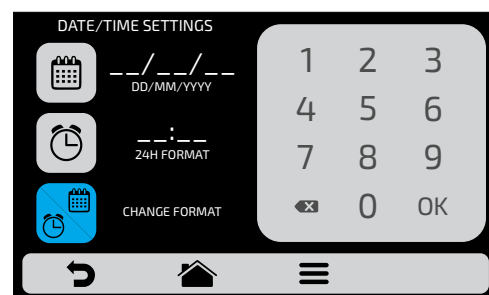 DATE/TIME SETTINGS
__/__/__
DD/MM/YYYY
__:__
24H FORMAT
CHANGE FORMAT
1 2 3
4 5 6
7 8 9
0 OK